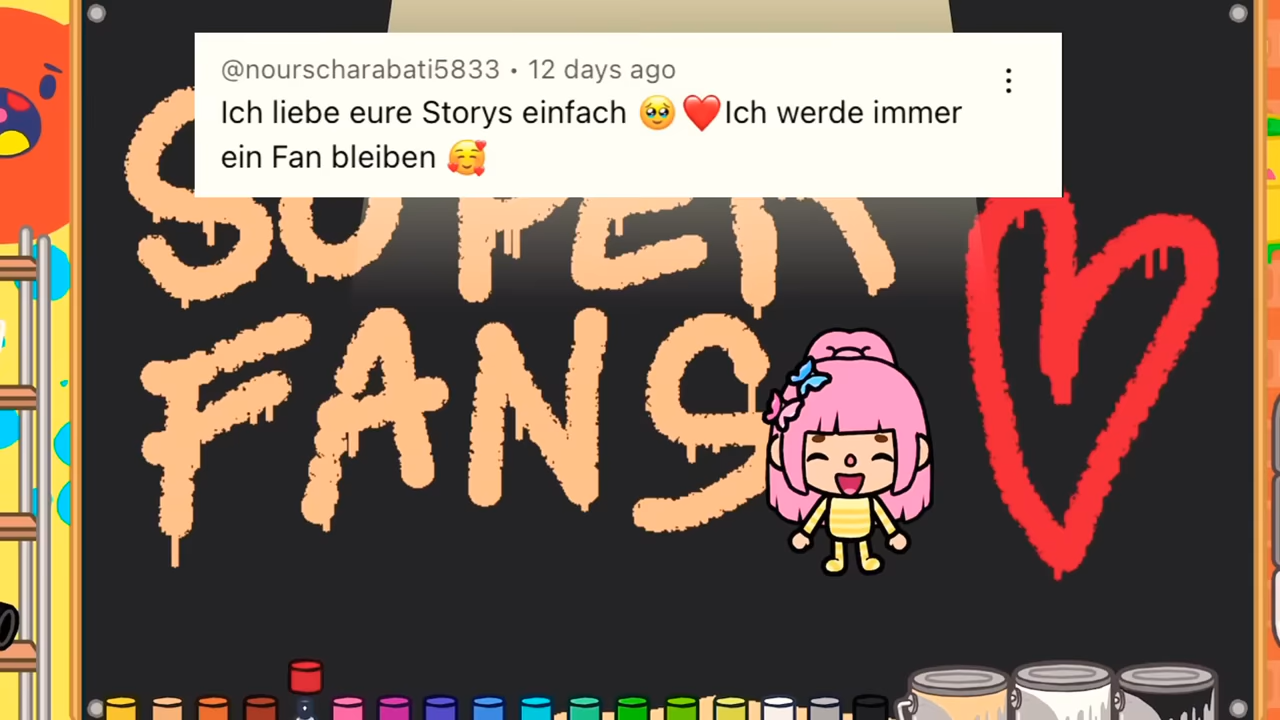 @nourscharabati5833 • 12 days ago
Ich liebe eure Storys einfach 🥹❤️Ich werde immer
ein Fan bleiben 🥰
SUPER
FANS